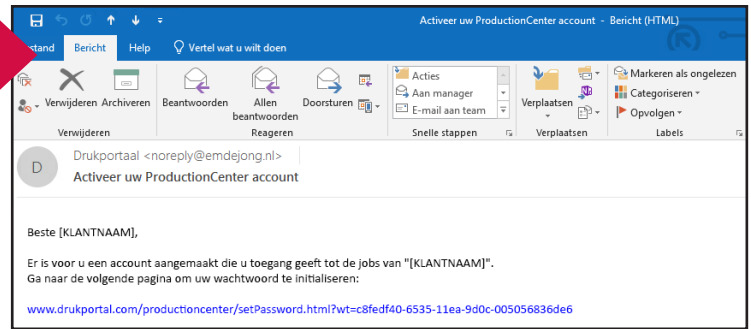 Activeer uw ProductionCenter account - Bericht (HTML)
stand Bericht Help Vertel wat u wilt doen
Verwijderen Archiveren
Beantwoorden Allen beantwoorden Doorsturen
Acties
Aan manager
E-mail aan team
Verplaatsen
Markeren als ongelezen
Categoriseren
Opvolgen
Verwijderen Reageren Snelle stappen Verplaatsen Labels
D
Drukportaal <noreply@emdejong.nl>
Activeer uw ProductionCenter account
Beste [KLANTNAAM],
Er is voor u een account aangemaakt die u toegang geeft tot de jobs van "[KLANTNAAM]".
Ga naar de volgende pagina om uw wachtwoord te initialiseren:
www.drukportal.com/productioncenter/setPassword.html?wt=c8fedf40-6535-11ea-9d0c-005056836de6